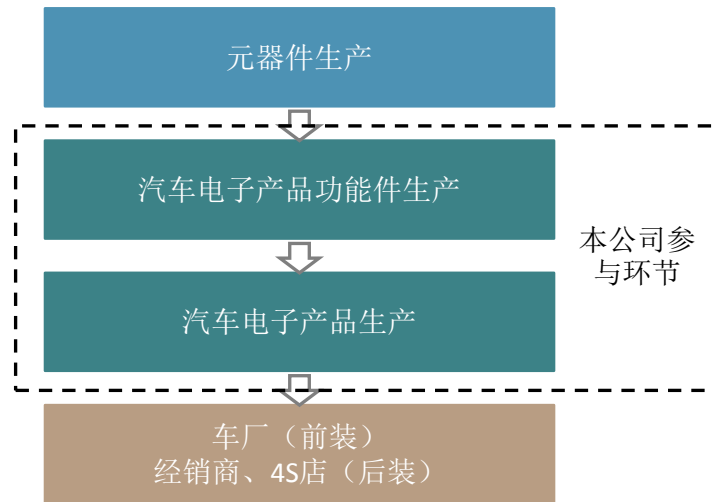 元器件生产
汽车电子产品功能件生产
本公司参
与环节
汽车电子产品生产
车厂（前装）
经销商、4S店（后装）